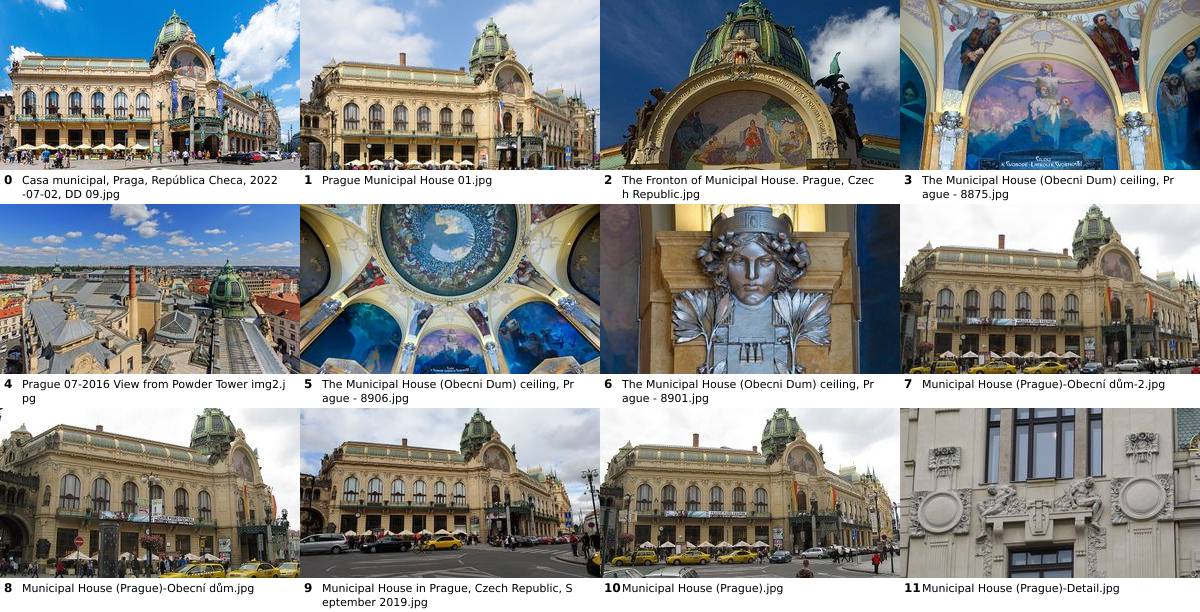 0 Casa municipal, Praga, República Checa, 2022
-07-02, DD 09.jpg
1 Prague Municipal House 01.jpg
2 The Fronton of Municipal House. Prague, Czec
h Republic.jpg
3 The Municipal House (Obecni Dum) ceiling, Pr
ague - 8875.jpg
4 Prague 07-2016 View from Powder Tower img2.j
pg
5 The Municipal House (Obecni Dum) ceiling, Pr
ague - 8906.jpg
6 The Municipal House (Obecni Dum) ceiling, Pr
ague - 8901.jpg
7 Municipal House (Prague)-Obecní dům-2.jpg
8 Municipal House (Prague)-Obecní dům.jpg
9 Municipal House in Prague, Czech Republic, S
eptember 2019.jpg
10 Municipal House (Prague).jpg
11 Municipal House (Prague)-Detail.jpg